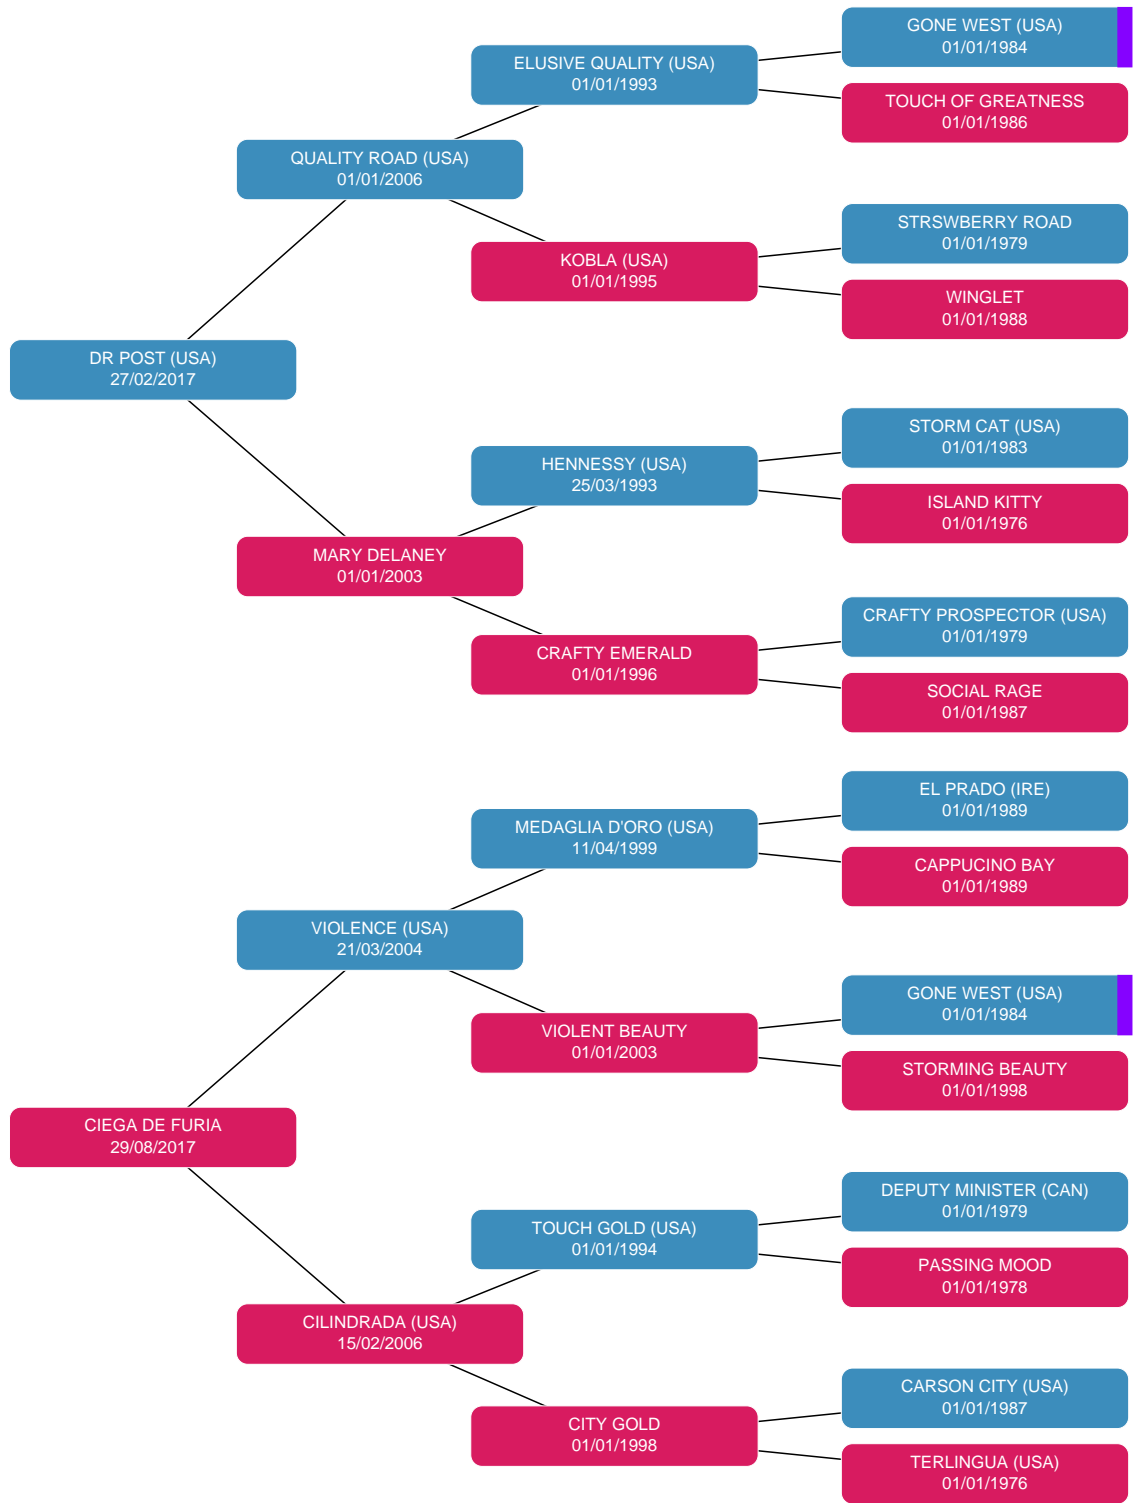 GONE WEST (USA)
01/01/1984
ELUSIVE QUALITY (USA)
01/01/1993
TOUCH OF GREATNESS
01/01/1986
QUALITY ROAD (USA)
01/01/2006
STRSWBERRY ROAD
01/01/1979
KOBLA (USA)
01/01/1995
WINGLET
01/01/1988
DR POST (USA)
27/02/2017
STORM CAT (USA)
01/01/1983
HENNESSY (USA)
25/03/1993
ISLAND KITTY
01/01/1976
MARY DELANEY
01/01/2003
CRAFTY PROSPECTOR (USA)
01/01/1979
CRAFTY EMERALD
01/01/1996
SOCIAL RAGE
01/01/1987
EL PRADO (IRE)
01/01/1989
MEDAGLIA D'ORO (USA)
11/04/1999
CAPPUCINO BAY
01/01/1989
VIOLENCE (USA)
21/03/2004
GONE WEST (USA)
01/01/1984
VIOLENT BEAUTY
01/01/2003
STORMING BEAUTY
01/01/1998
CIEGA DE FURIA
29/08/2017
DEPUTY MINISTER (CAN)
01/01/1979
TOUCH GOLD (USA)
01/01/1994
PASSING MOOD
01/01/1978
CILINDRADA (USA)
15/02/2006
CARSON CITY (USA)
01/01/1987
CITY GOLD
01/01/1998
TERLINGUA (USA)
01/01/1976